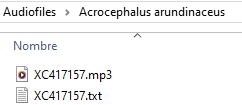 Audiofiles > Acrocephalus arundinaceus
Nombre
XC417157.mp3
XC417157.txt